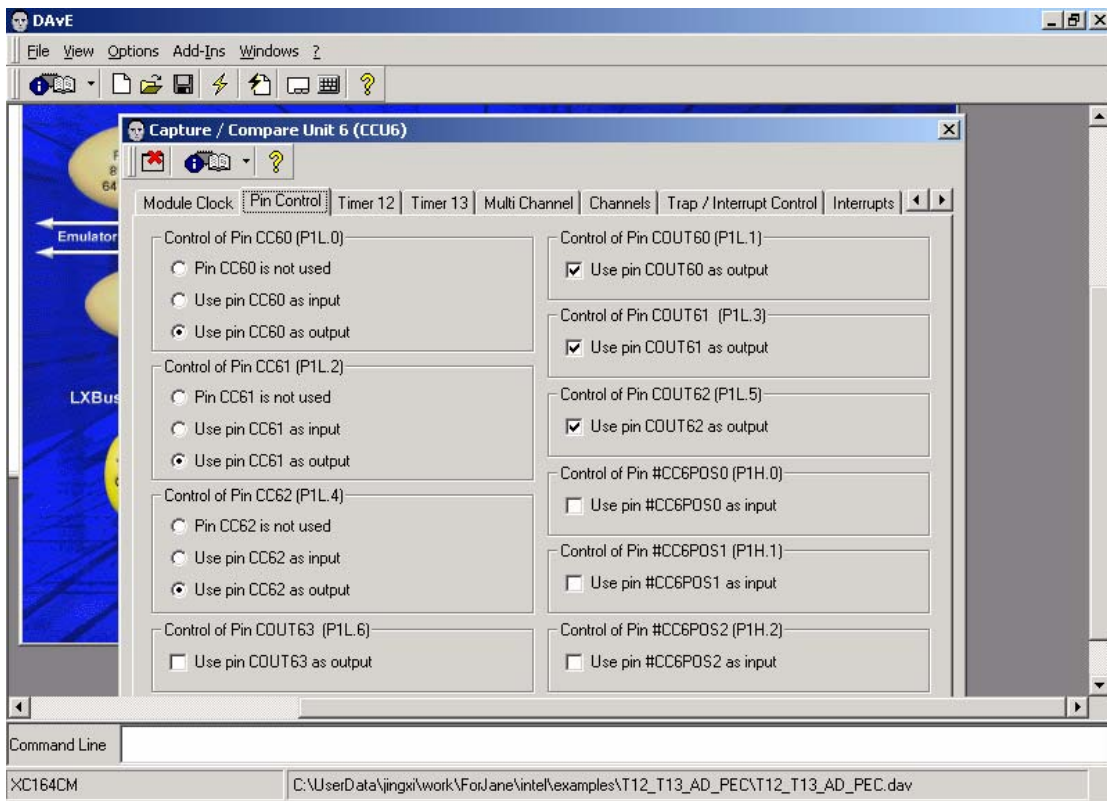 DAvE
File View Options Add-Ins Windows ?
Capture / Compare Unit 6 (CCU6)
8
64
Emulator
LXBus
Module Clock Pin Control Timer 12 Timer 13 Multi Channel Channels Trap / Interrupt Control Interrupts
Control of Pin CC60 (P1L.0)
Pin CC60 is not used
Use pin CC60 as input
Use pin CC60 as output
Control of Pin CC61 (P1L.2)
Pin CC61 is not used
Use pin CC61 as input
Use pin CC61 as output
Control of Pin CC62 (P1L.4)
Pin CC62 is not used
Use pin CC62 as input
Use pin CC62 as output
Control of Pin COUT63 (P1L.6)
Use pin COUT63 as output
Control of Pin COUT60 (P1L.1)
Use pin COUT60 as output
Control of Pin COUT61 (P1L.3)
Use pin COUT61 as output
Control of Pin COUT62 (P1L.5)
Use pin COUT62 as output
Control of Pin #CC6POS0 (P1H.0)
Use pin #CC6POS0 as input
Control of Pin #CC6POS1 (P1H.1)
Use pin #CC6POS1 as input
Control of Pin #CC6POS2 (P1H.2)
Use pin #CC6POS2 as input
Command Line
XC164CM
C:\UserData\jingxi\work\ForJane\intel\examples\T12_T13_AD_PEC\T12_T13_AD_PEC.dav